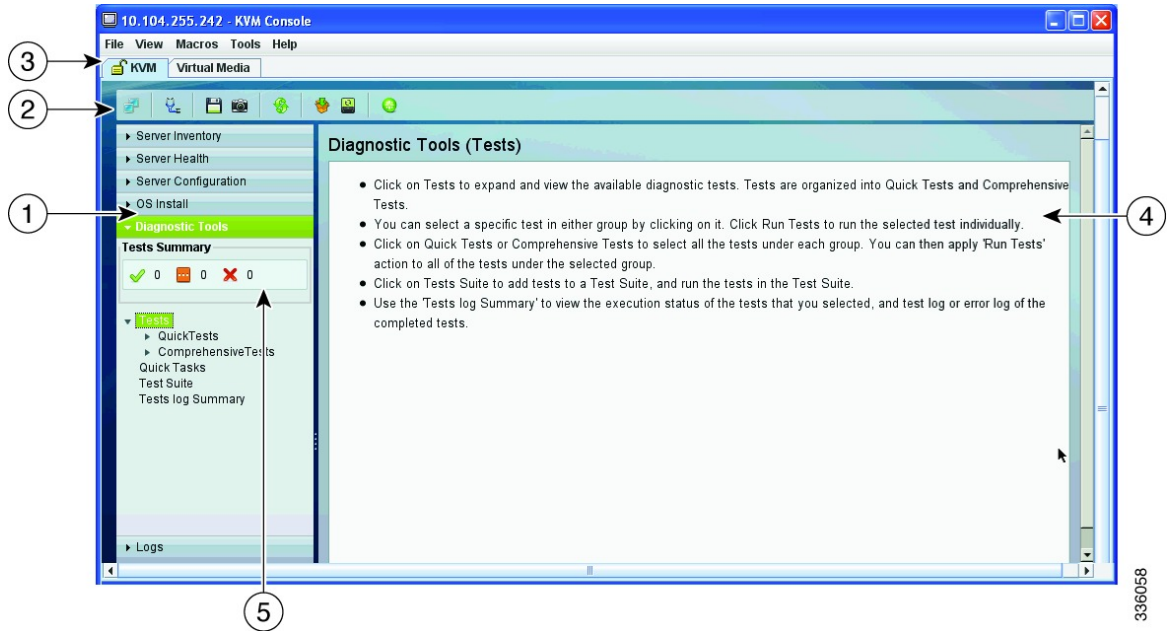 10.104.255.242 - KVM Console
File View Macros Tools Help
KVM Virtual Media
3
2
Server Inventory
Server Health
Server Configuration
OS Install
1
Diagnostic Tools
Tests Summary
0 0 0
Tests
QuickTests
ComprehensiveTests
Quick Tasks
Test Suite
Tests log Summary
Logs
Diagnostic Tools (Tests)
Click on Tests to expand and view the available diagnostic tests. Tests are organized into Quick Tests and Comprehensive
Tests.
You can select a specific test in either group by clicking on it. Click Run Tests to run the selected test individually.
Click on Quick Tests or Comprehensive Tests to select all the tests under each group. You can then apply 'Run Tests'
action to all of the tests under the selected group.
Click on Tests Suite to add tests to a Test Suite, and run the tests in the Test Suite.
Use the 'Tests log Summary' to view the execution status of the tests that you selected, and test log or error log of the
completed tests.
4
5
336058